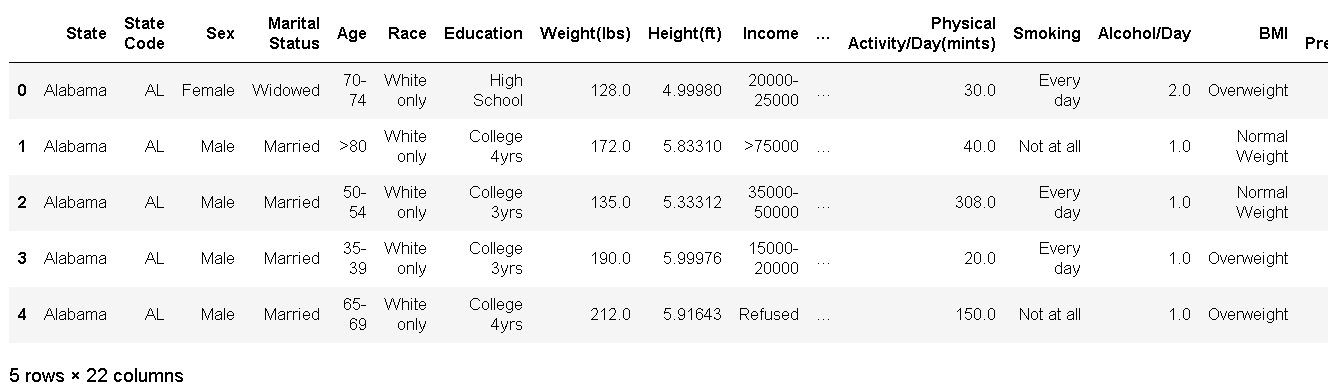 State State Code Sex Marital Status Age Race Education Weight(lbs) Height(ft) Income ... Physical Activity/Day(mints) Smoking Alcohol/Day BMI Pre
0 Alabama AL Female Widowed 70-74 White only High School 128.0 4.99980 20000-25000 ... 30.0 Every day 2.0 Overweight
1 Alabama AL Male Married >80 White only College 4yrs 172.0 5.83310 >75000 ... 40.0 Not at all 1.0 Normal Weight
2 Alabama AL Male Married 50-54 White only College 3yrs 135.0 5.33312 35000-50000 ... 308.0 Every day 1.0 Normal Weight
3 Alabama AL Male Married 35-39 White only College 3yrs 190.0 5.99976 15000-20000 ... 20.0 Every day 1.0 Overweight
4 Alabama AL Male Married 65-69 White only College 4yrs 212.0 5.91643 Refused ... 150.0 Not at all 1.0 Overweight
5 rows × 22 columns